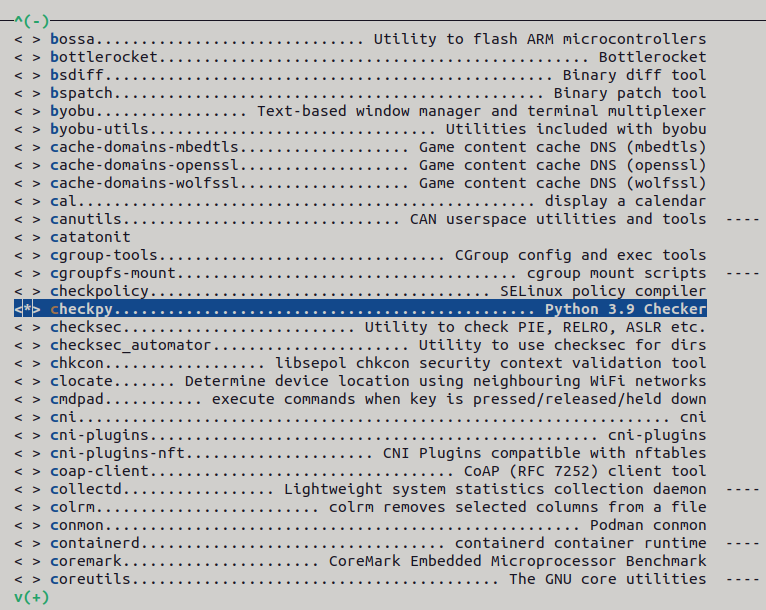 ^(-)
< > bossa............................. Utility to flash ARM microcontrollers
< > bottlerocket................................................ Bottlerocket
< > bsdiff.................................................. Binary diff tool
< > bspatch................................................ Binary patch tool
< > byobu................. Text-based window manager and terminal multiplexer
< > byobu-utils................................ Utilities included with byobu
< > cache-domains-mbedtls................... Game content cache DNS (mbedtls)
< > cache-domains-openssl................... Game content cache DNS (openssl)
< > cache-domains-wolfssl................... Game content cache DNS (wolfssl)
< > cal................................................... display a calendar
< > canutils............................... CAN userspace utilities and tools  ----
< > catatonit
< > cgroup-tools............................ CGroup config and exec tools
< > cgroupfs-mount...................................... cgroup mount scripts  ----
< > checkpolicy...................................... SELinux policy compiler
<*> checkpy............................................... Python 3.9 Checker
< > checksec........................... Utility to check PIE, RELRO, ASLR etc.
< > checksec_automator...................... Utility to use checksec for dirs
< > chkcon................... libsepol chkcon security context validation tool
< > clocate....... Determine device location using neighbouring WiFi networks
< > cmdpad........... execute commands when key is pressed/released/held down
< > cni.................................................................. cni
< > cni-plugins.................................................. cni-plugins
< > cni-plugins-nft...................... CNI Plugins compatible with nftables
< > coap-client.................................. CoAP (RFC 7252) client tool
< > collectd................. Lightweight system statistics collection daemon  ----
< > colrm...................... colrm removes selected columns from a file
< > conmon..................................................... Podman conmon
< > containerd................................... containerd container runtime  ----
< > coremark....................... CoreMark Embedded Microprocessor Benchmark
< > coreutils......................................... The GNU core utilities  ----
v(+)